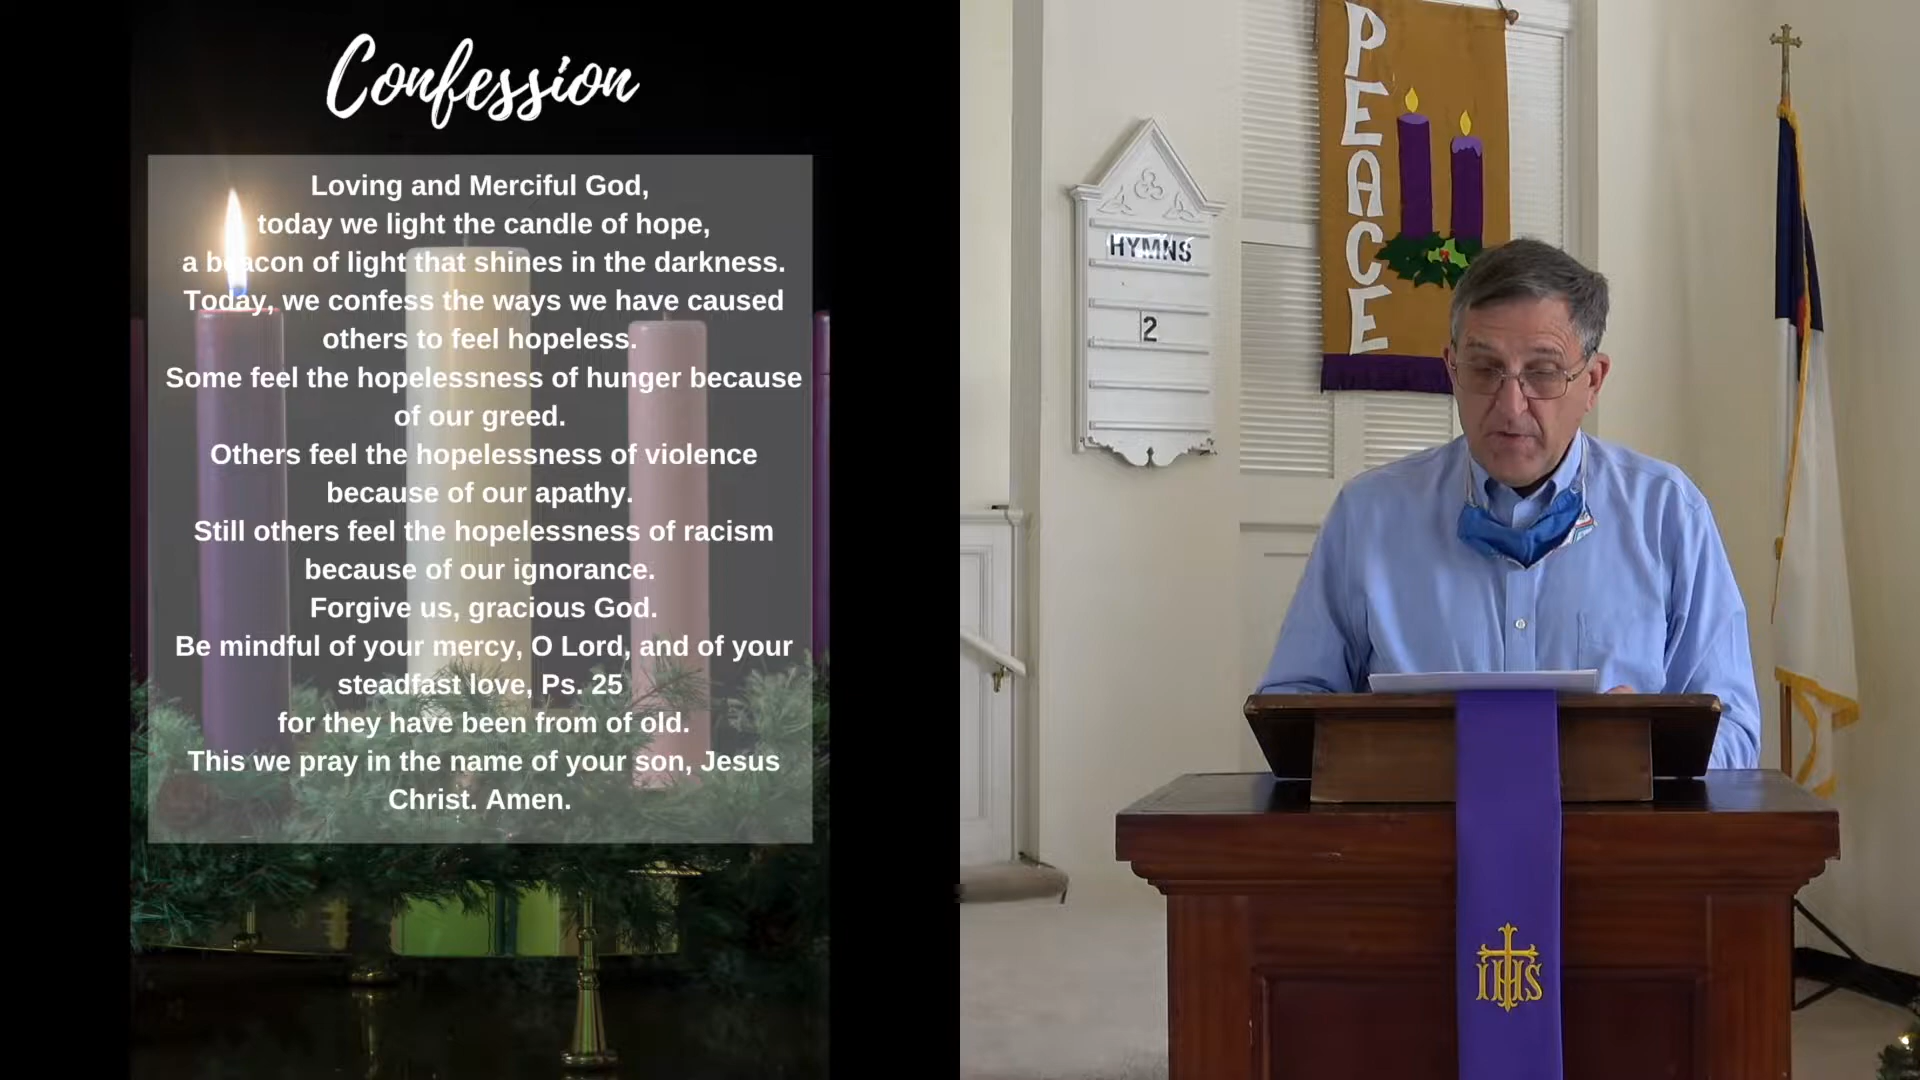 Confession
Loving and Merciful God,
today we light the candle of hope,
a beacon of light that shines in the darkness.
Today, we confess the ways we have caused
others to feel hopeless.
Some feel the hopelessness of hunger because
of our greed.
Others feel the hopelessness of violence
because of our apathy.
Still others feel the hopelessness of racism
because of our ignorance.
Forgive us, gracious God.
Be mindful of your mercy, O Lord, and of your
steadfast love, Ps. 25
for they have been from of old.
This we pray in the name of your son, Jesus
Christ. Amen.
PEACE
HYMNS
2
IHS